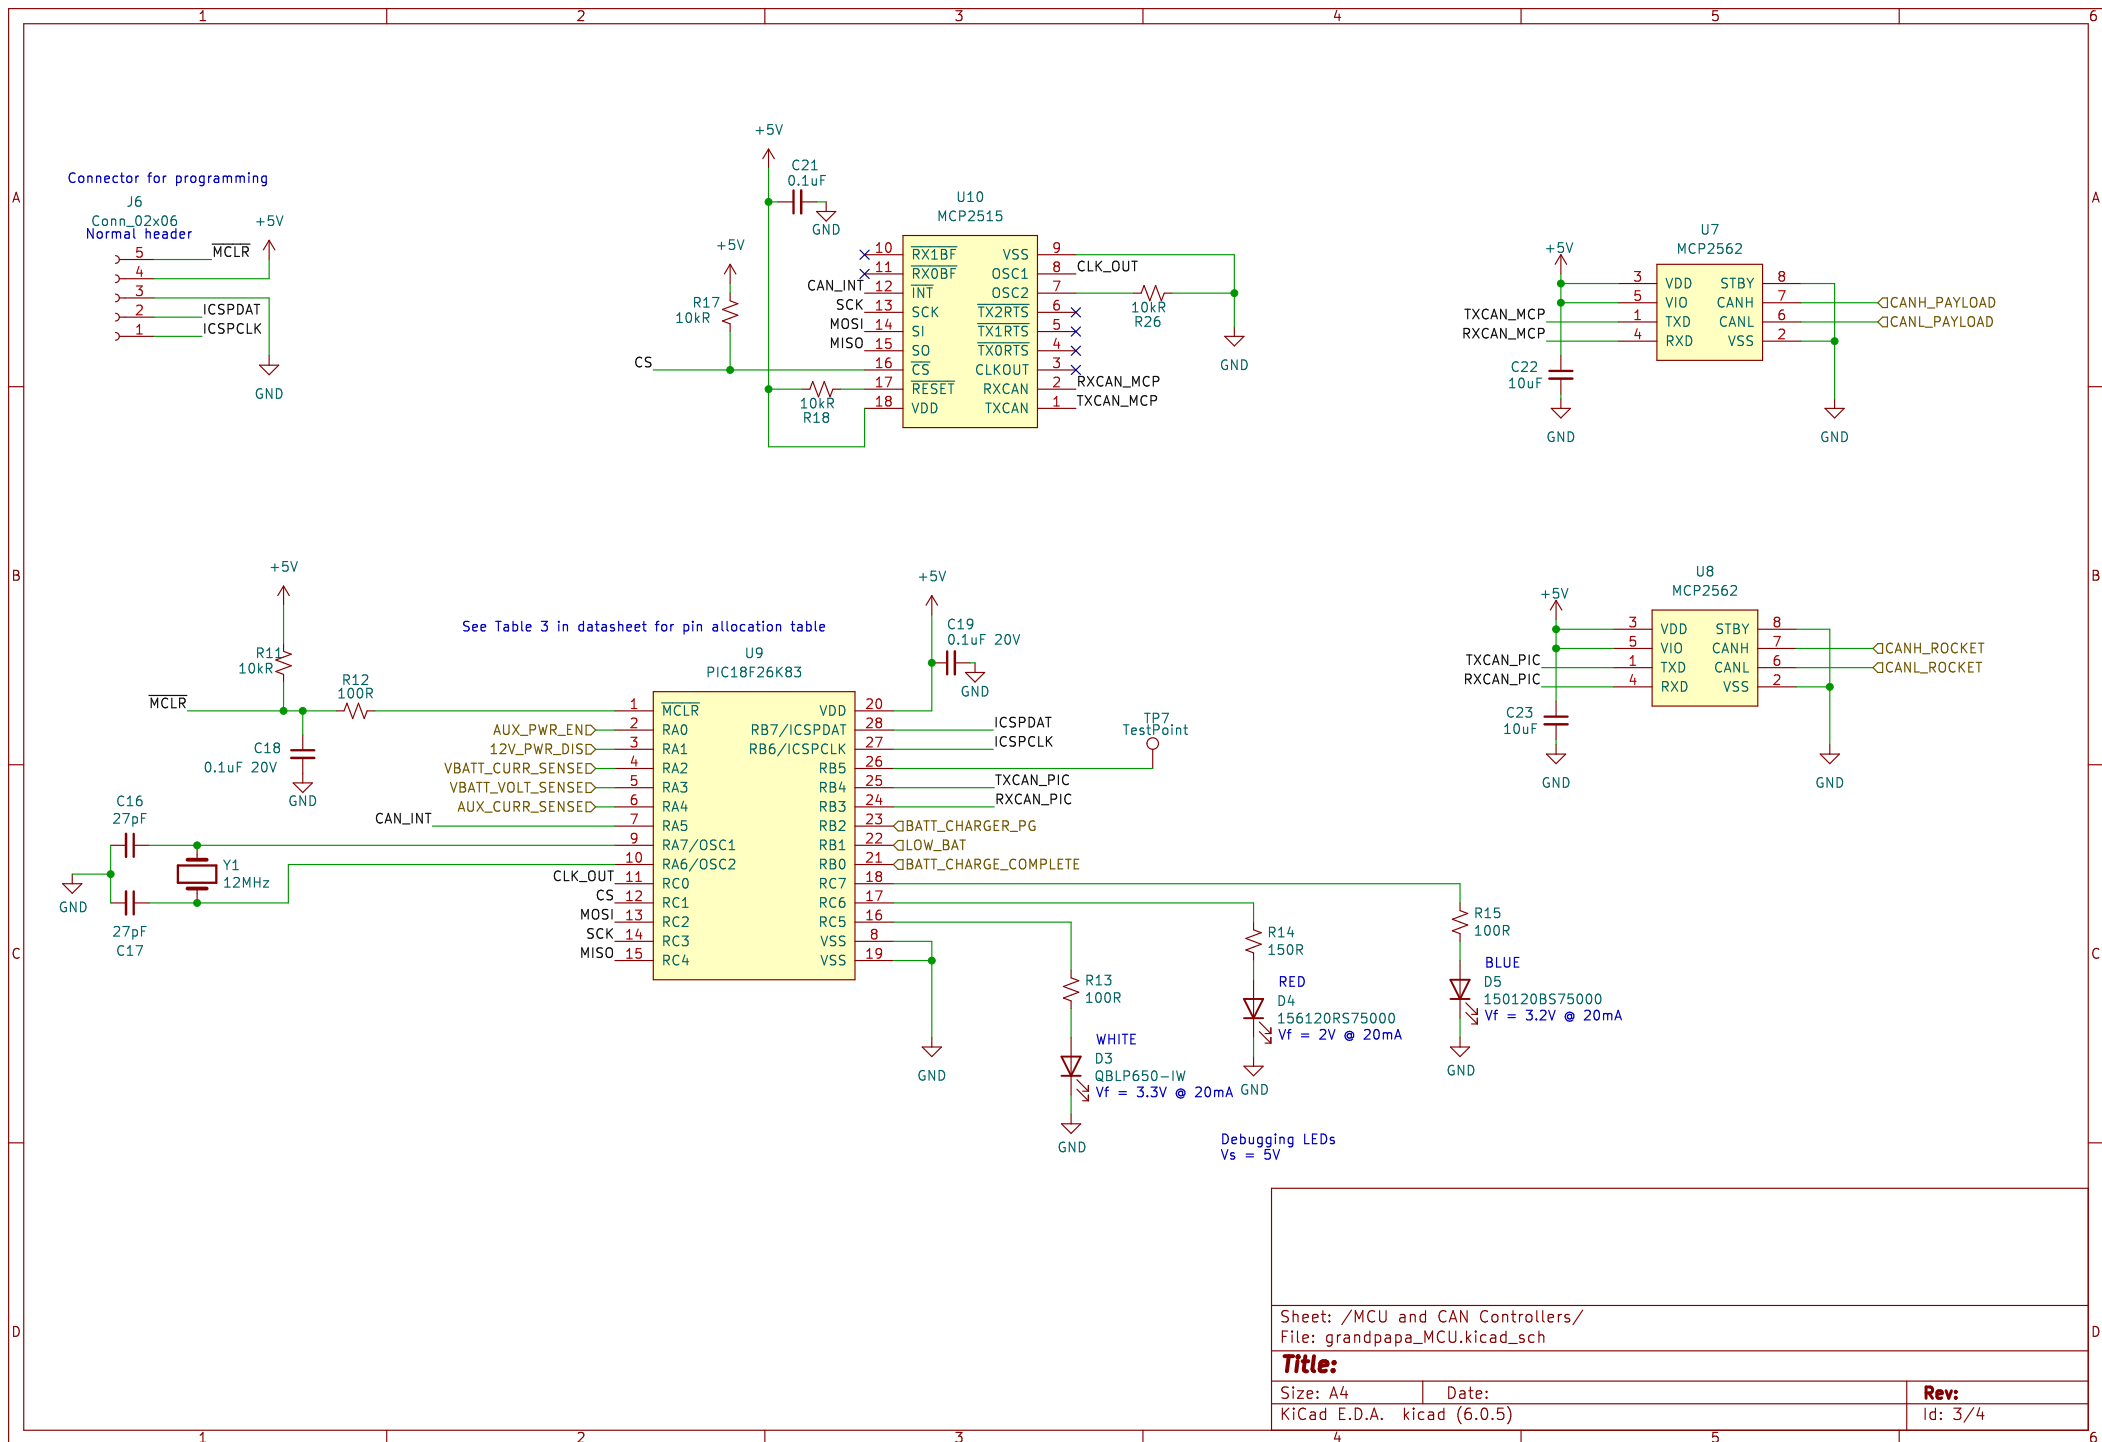 1 2 3 4 5 6
A
B
C
D
A
B
C
D
1 2 3 4 5 6
Connector for programming
J6
Conn_02x06
Normal header
+5V
5 MCLR
4
3
2 ICSPDAT
1 ICSPCLK
GND
+5V
C21
0.1uF
GND
+5V
R17
10kR
CS
U10
MCP2515
10 RX1BF
11 RX0BF
CAN_INT 12 INT
SCK 13 SCK
MOSI 14 SI
MISO 15 SO
16 CS
17 RESET
18 VDD
10kR
R18
VSS 9
OSC1 8 CLK_OUT
OSC2 7
TX2RTS 6
TX1RTS 5
TX0RTS 4
CLKOUT 3
RXCAN 2 RXCAN_MCP
TXCAN 1 TXCAN_MCP
10kR
R26
GND
U7
MCP2562
+5V
3 VDD
5 VIO
TXCAN_MCP 1 TXD
RXCAN_MCP 4 RXD
STBY 8
CANH 7 CANH_PAYLOAD
CANL 6 CANL_PAYLOAD
VSS 2
C22
10uF
GND
GND
U8
MCP2562
+5V
3 VDD
5 VIO
TXCAN_PIC 1 TXD
RXCAN_PIC 4 RXD
STBY 8
CANH 7 CANH_ROCKET
CANL 6 CANL_ROCKET
VSS 2
C23
10uF
GND
GND
+5V
R11
10kR
R12
100R
MCLR
C18
0.1uF 20V
GND
See Table 3 in datasheet for pin allocation table
U9
PIC18F26K83
+5V
C19
0.1uF 20V
GND
1 MCLR
AUX_PWR_EN 2 RA0
12V_PWR_DIS 3 RA1
VBATT_CURR_SENSE 4 RA2
VBATT_VOLT_SENSE 5 RA3
AUX_CURR_SENSE 6 RA4
CAN_INT 7 RA5
9 RA7/OSC1
10 RA6/OSC2
CLK_OUT 11 RC0
CS 12 RC1
MOSI 13 RC2
SCK 14 RC3
MISO 15 RC4
VDD 20
RB7/ICSPDAT 28 ICSPDAT
RB6/ICSPCLK 27 ICSPCLK
RB5 26
RB4 25 TXCAN_PIC
RB3 24 RXCAN_PIC
RB2 23 BATT_CHARGER_PG
RB1 22 LOW_BAT
RB0 21 BATT_CHARGE_COMPLETE
RC7 18
RC6 17
RC5 16
VSS 8
VSS 19
TP7
TestPoint
C16
27pF
Y1
12MHz
GND
27pF
C17
GND
R13
100R
WHITE
D3
QBLP650-IW
Vf = 3.3V @ 20mA
GND
R14
150R
RED
D4
156120RS75000
Vf = 2V @ 20mA
GND
R15
100R
BLUE
D5
150120BS75000
Vf = 3.2V @ 20mA
GND
Debugging LEDs
Vs = 5V
Sheet: /MCU and CAN Controllers/
File: grandpapa_MCU.kicad_sch
Title:
Size: A4 Date: Rev:
KiCad E.D.A. kicad (6.0.5) Id: 3/4